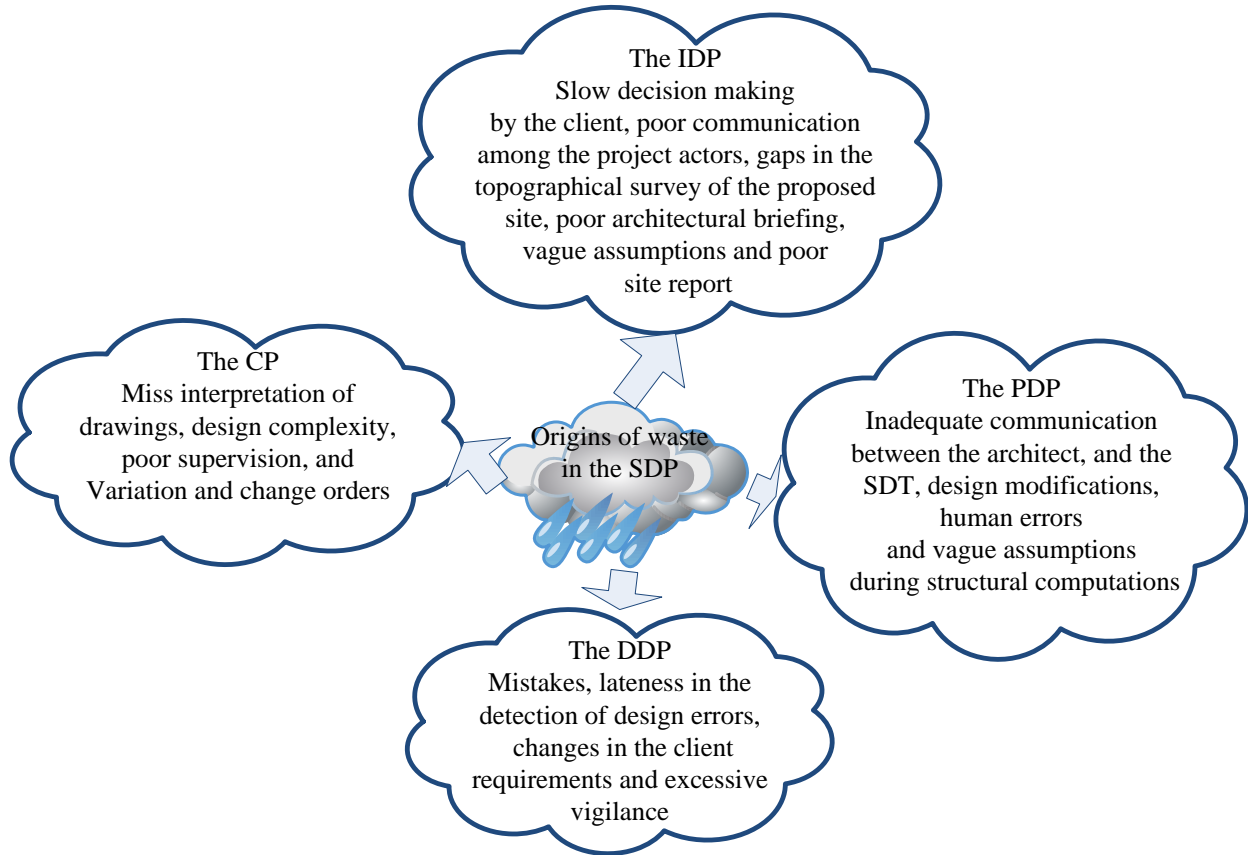 The IDP
Slow decision making
by the client, poor communication
among the project actors, gaps in the
topographical survey of the proposed
site, poor architectural briefing,
vague assumptions and poor
site report
The CP
Miss interpretation of
drawings, design complexity,
poor supervision, and
Variation and change orders
Origins of waste
in the SDP
The PDP
Inadequate communication
between the architect, and the
SDT, design modifications,
human errors
and vague assumptions
during structural computations
The DDP
Mistakes, lateness in the
detection of design errors,
changes in the client
requirements and excessive
vigilance